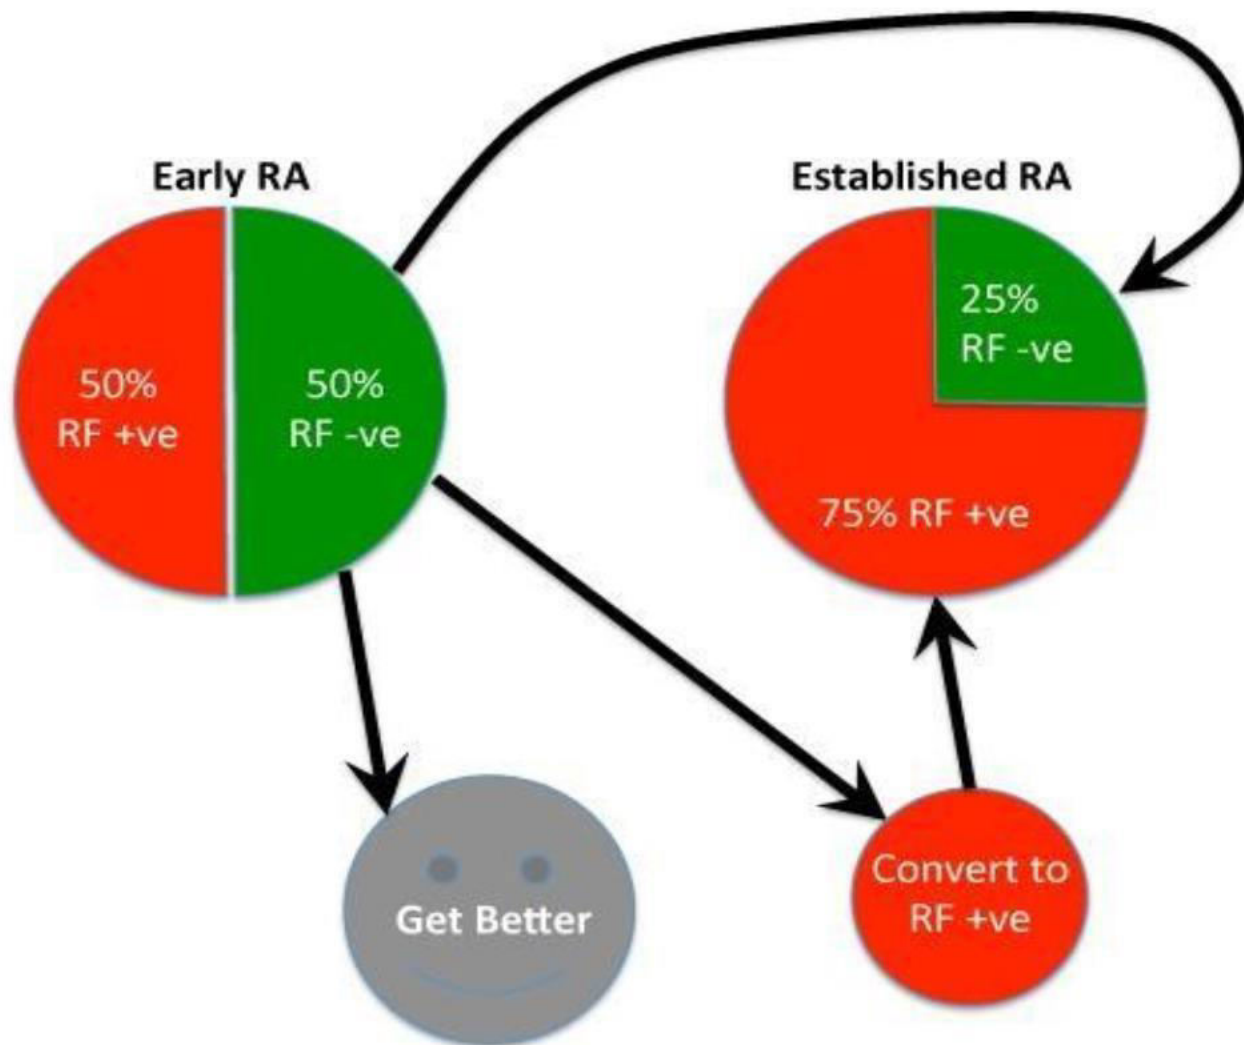 Early RA
50%
RF +ve
50%
RF -ve
Established RA
25%
RF -ve
75% RF +ve
Get Better
Convert to
RF +ve